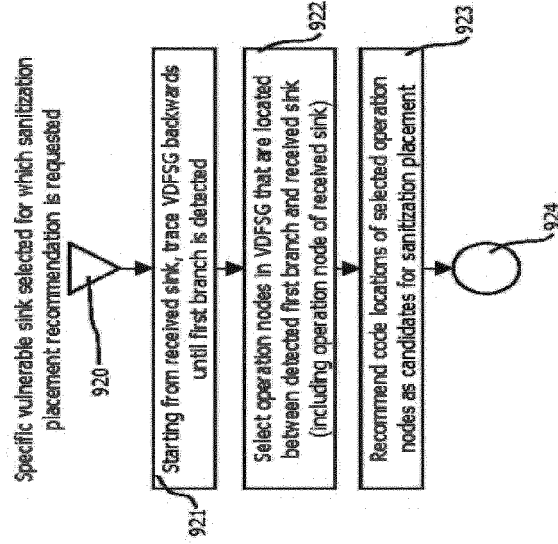 Specific vulnerable sink selected for which sanitization
placement recommendation is requested
920
921
Starting from received sink, trace VDFSG backwards
until first branch is detected
922
Select operation nodes in VDFSG that are located
between detected first branch and received sink
(including operation node of received sink)
923
Recommend code locations of selected operation
nodes as candidates for sanitation placement
924